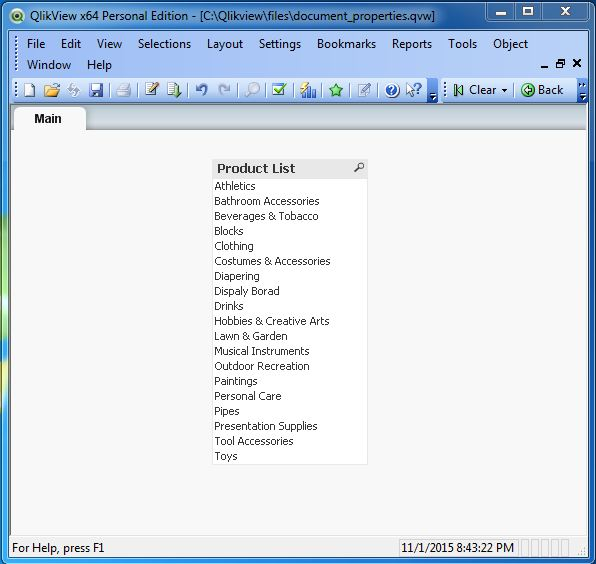 QlikView x64 Personal Edition - [C:\Qlikview\files\document_properties.qvw]
File Edit View Selections Layout Settings Bookmarks Reports Tools Object
Window Help
Clear Back
Main
Product List
Athletics
Bathroom Accessories
Beverages & Tobacco
Blocks
Clothing
Costumes & Accessories
Diapering
Dispaly Borad
Drinks
Hobbies & Creative Arts
Lawn & Garden
Musical Instruments
Outdoor Recreation
Paintings
Personal Care
Pipes
Presentation Supplies
Tool Accessories
Toys
For Help, press F1 11/1/2015 8:43:22 PM